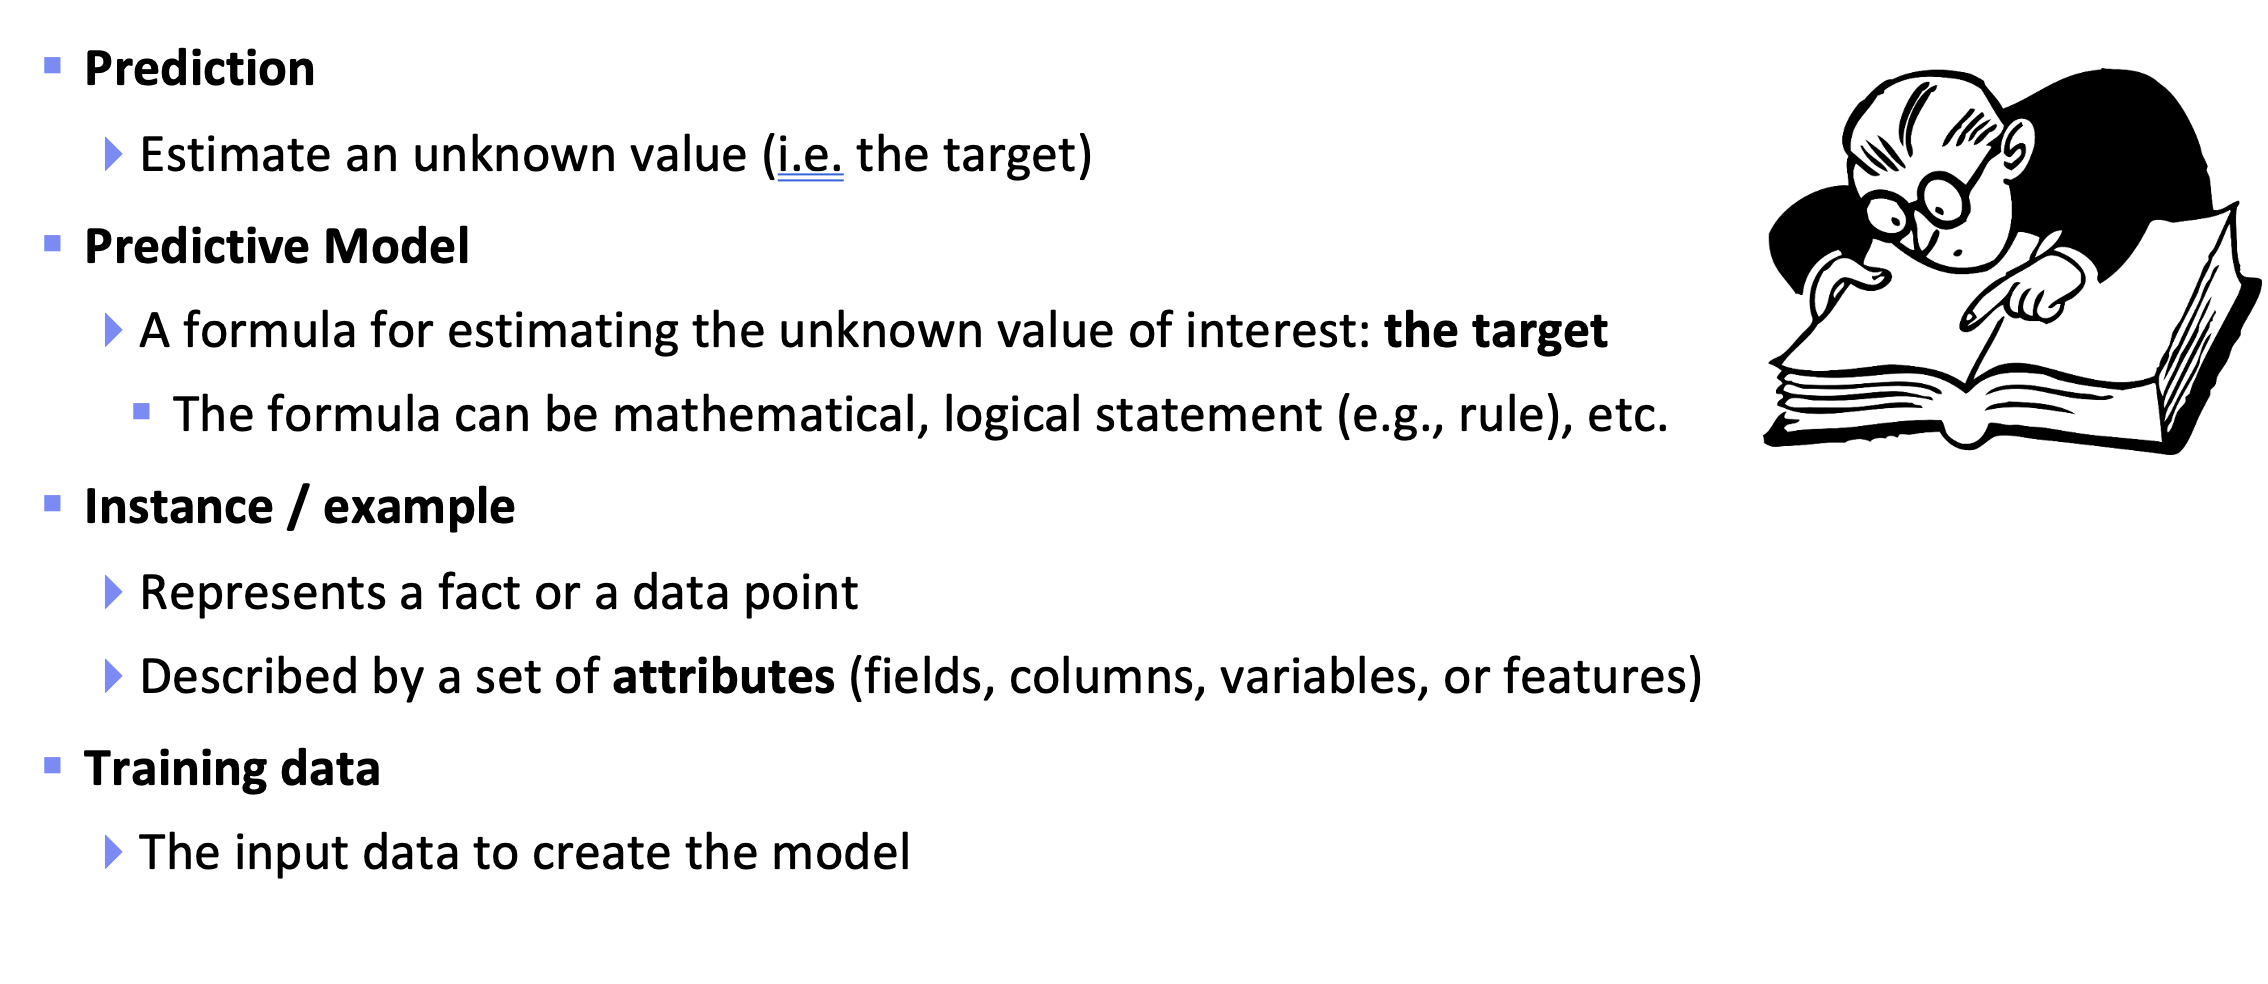 Prediction
Estimate an unknown value (i.e. the target)
Predictive Model
A formula for estimating the unknown value of interest: the target
The formula can be mathematical, logical statement (e.g., rule), etc.
Instance / example
Represents a fact or a data point
Described by a set of attributes (fields, columns, variables, or features)
Training data
The input data to create the model